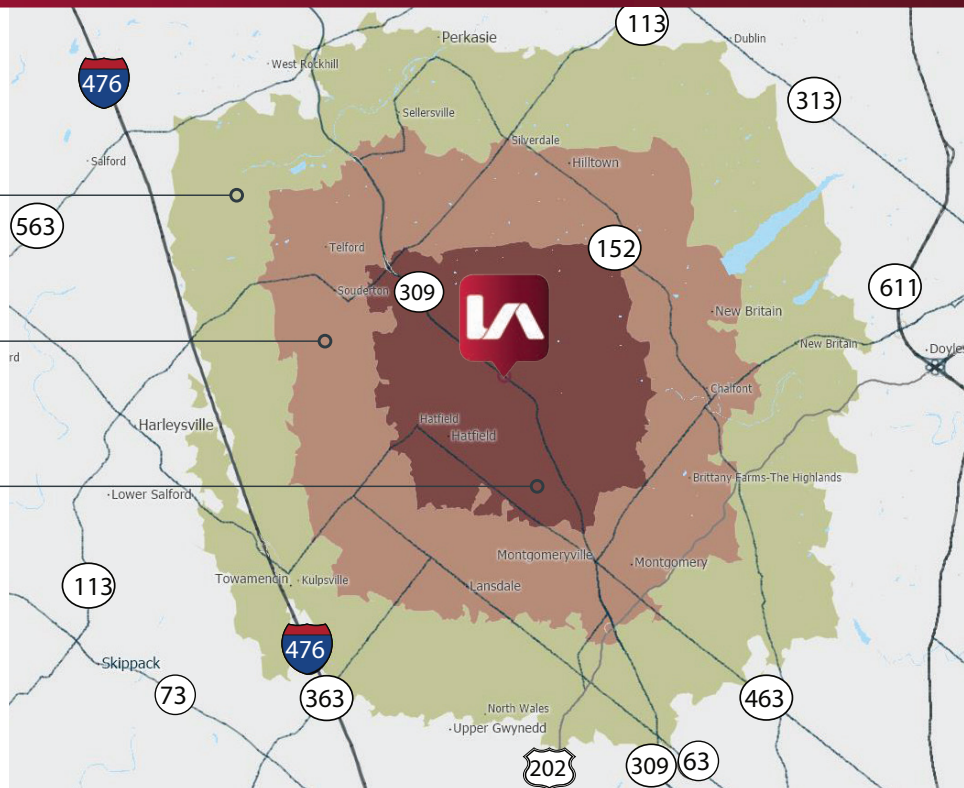 113
Perkasie
Dublin
West Rockhill
476
313
Sellersville
Silverdale
Salford
Hilltown
563
Telford
152
309
Souderton
LA
611
New Britain
New Britain
rd
Doyles
Chalfont
Hatfield
Harleysville
Hatfield
Brittany Farms-The Highlands
Lower Salford
Montgomeryville
Montgomery
113
Towamencin
Kulpsville
Lansdale
476
Skippack
73
363
463
North Wales
Upper Gwynedd
202
309
63